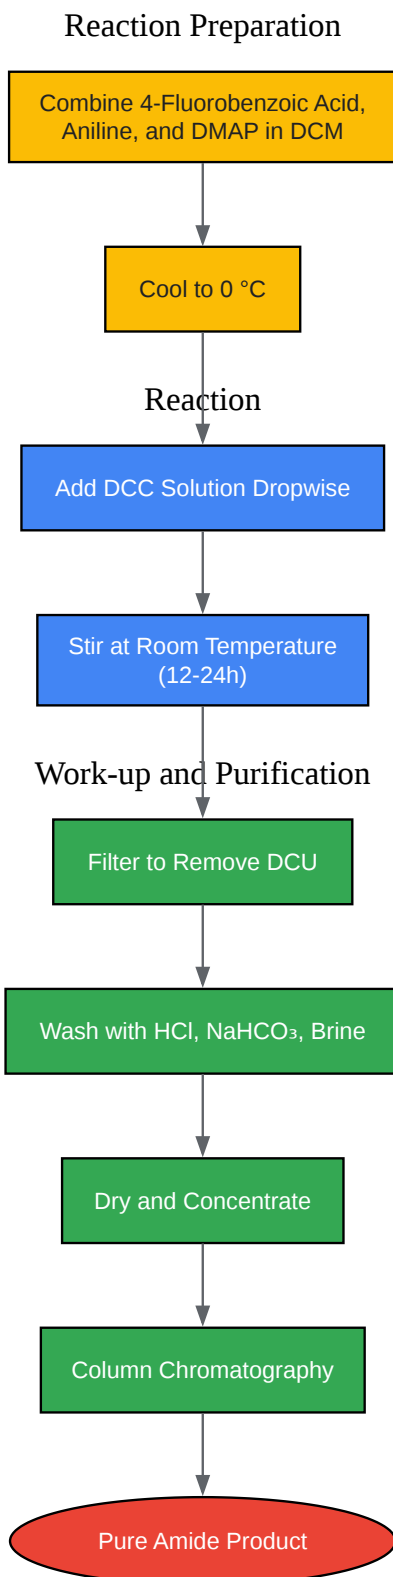 Reaction Preparation
Combine 4-Fluorobenzoic Acid,
Aniline, and DMAP in DCM
Cool to 0 °C
Reaction
Add DCC Solution Dropwise
Stir at Room Temperature
(12-24h)
Work-up and Purification
Filter to Remove DCU
Wash with HCl, NaHCO₃, Brine
Dry and Concentrate
Column Chromatography
Pure Amide Product